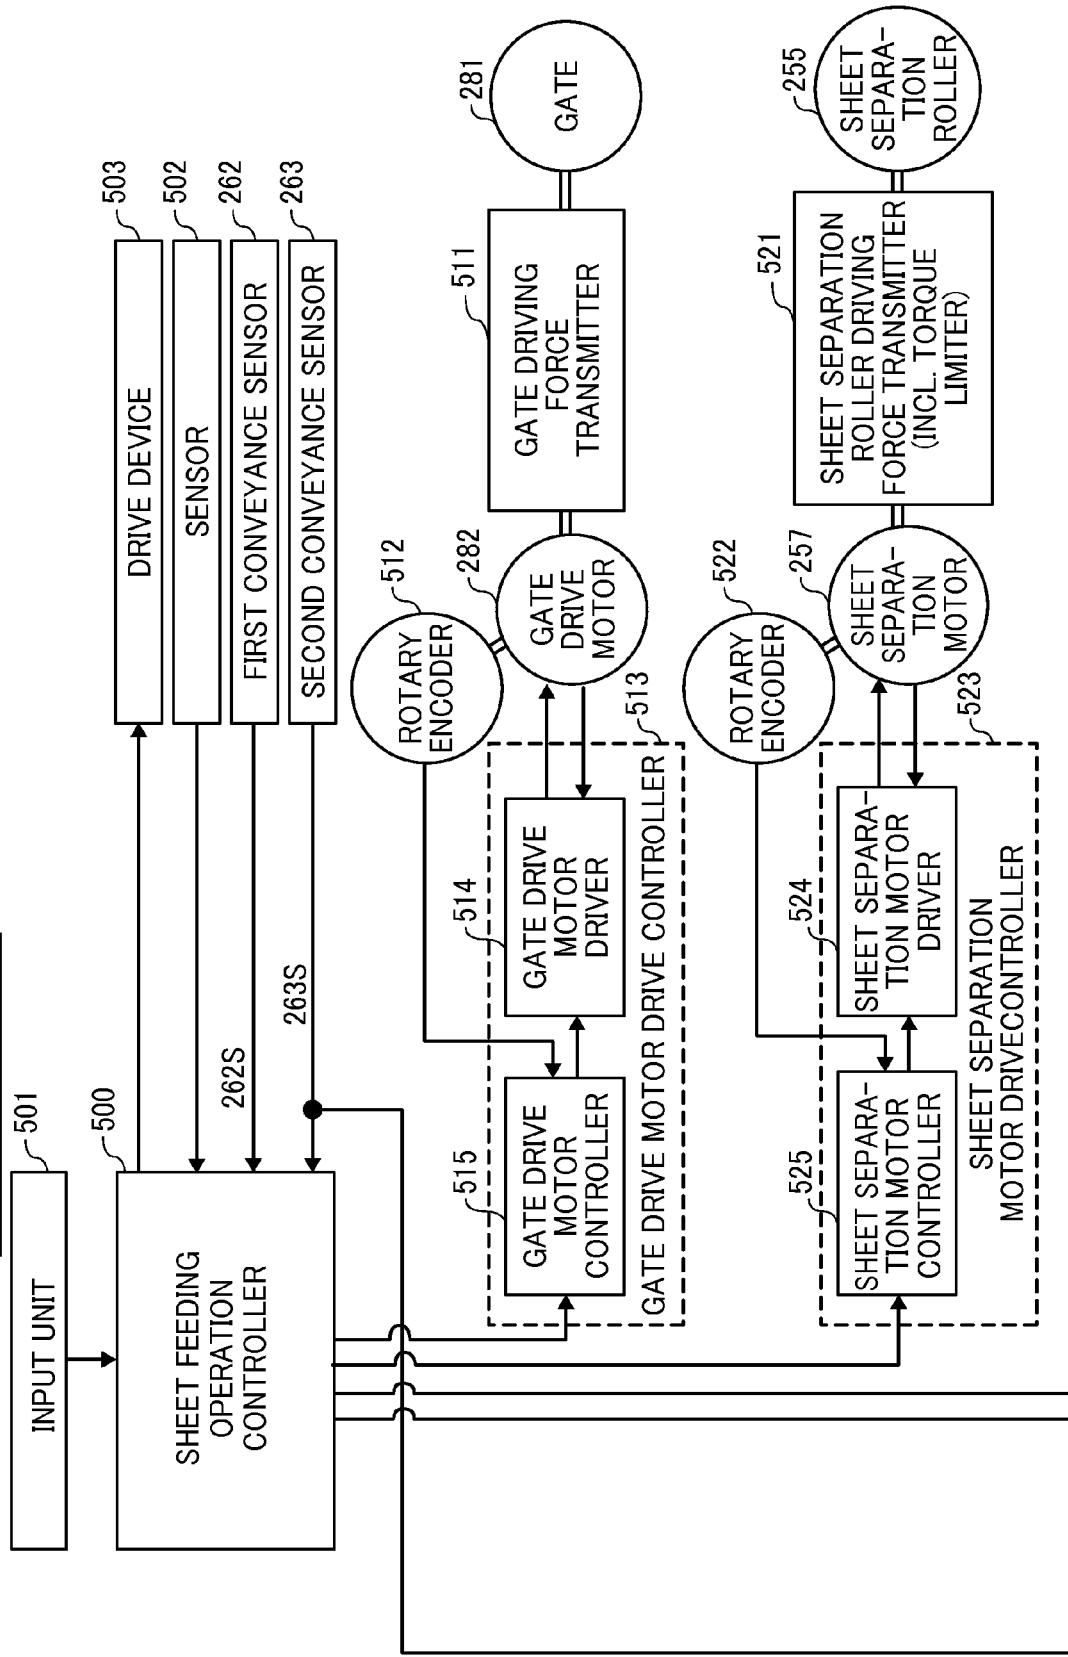 INPUT UNIT
501
SHEET FEEDING
OPERATION
CONTROLLER
500
DRIVE DEVICE
503
SENSOR
502
FIRST CONVEYANCE SENSOR
262
262S
SECOND CONVEYANCE SENSOR
263
263S
ROTARY
ENCODER
512
GATE DRIVE
MOTOR
CONTROLLER
515
GATE DRIVE
MOTOR
DRIVER
514
GATE DRIVE MOTOR DRIVE CONTROLLER
513
GATE
DRIVE
MOTOR
282
GATE DRIVING
FORCE
TRANSMITTER
511
GATE
281
ROTARY
ENCODER
522
SHEET SEPARA-
TION MOTOR
CONTROLLER
525
SHEET SEPARA-
TION MOTOR
DRIVER
524
SHEET SEPARATION
MOTOR DRIVECONTROLLER
523
SHEET
SEPARA-
TION
MOTOR
257
SHEET SEPARATION
ROLLER DRIVING
FORCE TRANSMITTER
(INCL. TORQUE
LIMITER)
521
SHEET
SEPARA-
TION
ROLLER
255